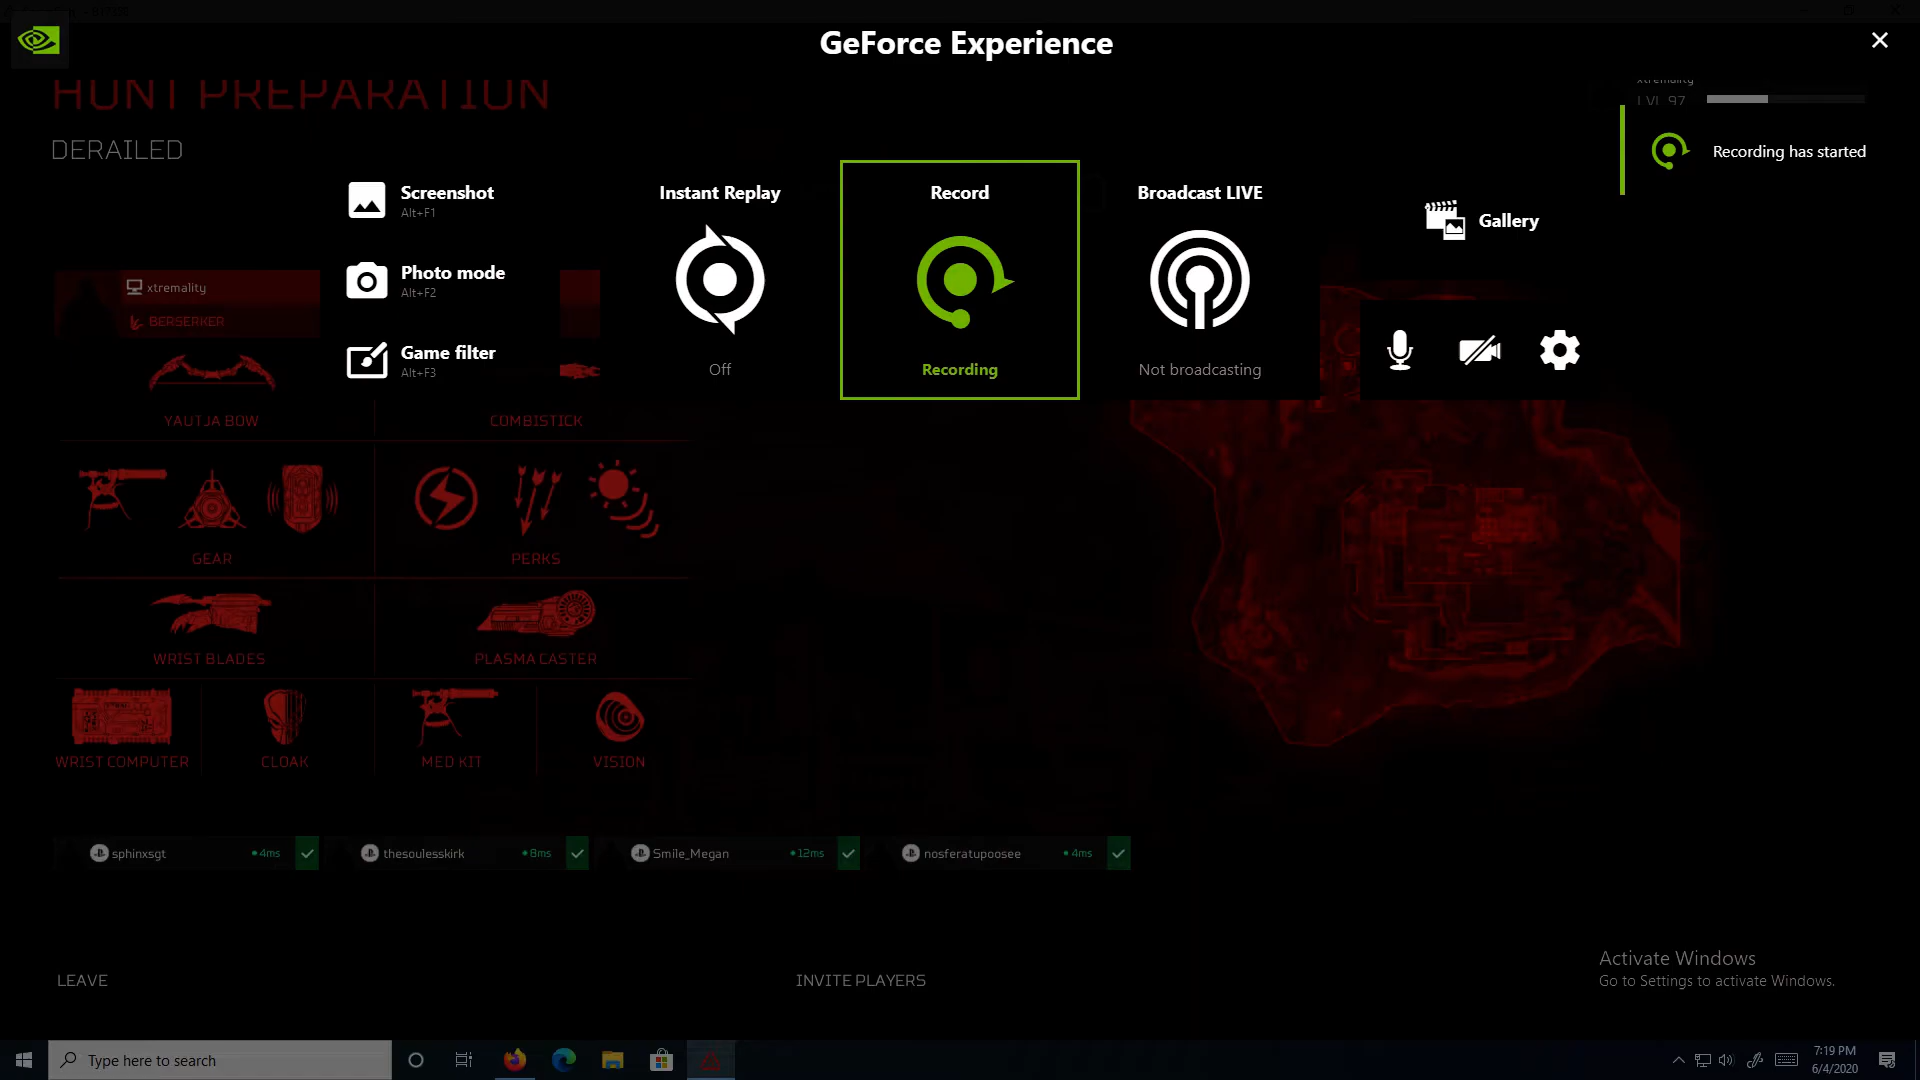 GeForce Experience
HUNT PREPARATION
xtremality
LVL 97
DERAILED
Recording has started
Screenshot
Alt+F1
Photo mode
Alt+F2
Game filter
Alt+F3
Instant Replay
Off
Record
Recording
Broadcast LIVE
Not broadcasting
Gallery
xtremality
BERSERKER
YAUTJA BOW
COMBISTICK
GEAR
PERKS
WRIST BLADES
PLASMA CASTER
WRIST COMPUTER
CLOAK
MED KIT
VISION
sphinxsgt
4ms
thesoulesskirk
8ms
Smile_Megan
12ms
nosferatupoosee
4ms
LEAVE
INVITE PLAYERS
Activate Windows
Go to Settings to activate Windows.
Type here to search
7:19 PM
6/4/2020